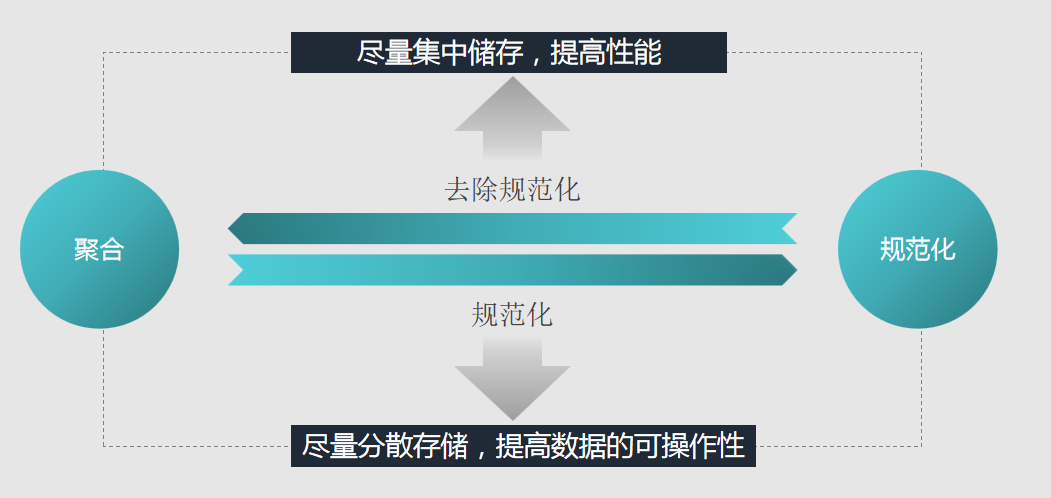 尽量集中储存，提高性能
去除规范化
聚合
规范化
规范化
尽量分散存储，提高数据的可操作性